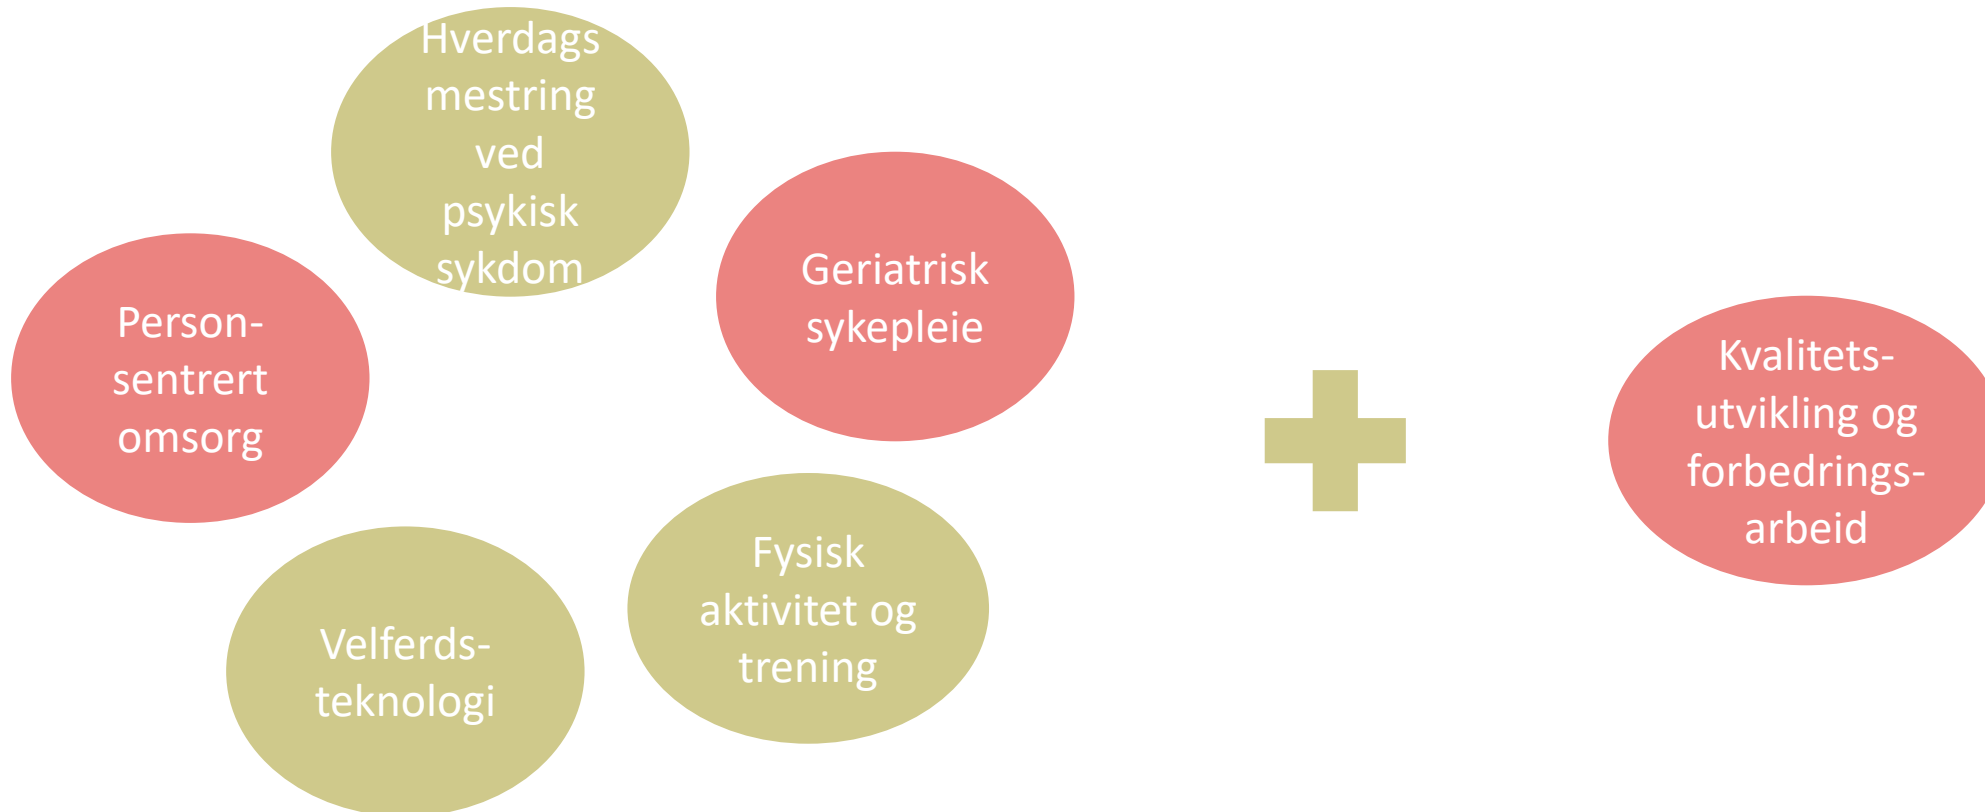 Hverdags
mestring
ved
psykisk
sykdom
Geriatrisk
sykepleie
Person-
sentrert
omsorg
Velferds-
teknologi
Fysisk
aktivitet og
trening
Kvalitets-
utvikling og
forbedrings-
arbeid